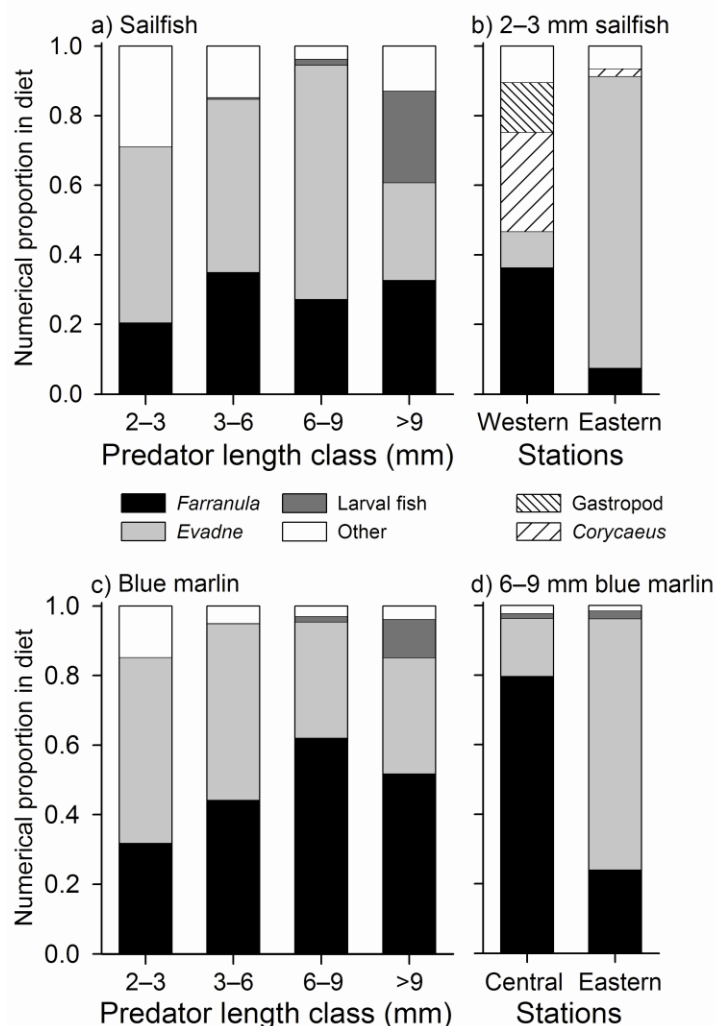 a) Sailfish
b) 2–3 mm sailfish
Numerical proportion in diet
1.0
0.8
0.6
0.4
0.2
0.0
2–3 3–6 6–9 >9
Predator length class (mm)
Western Eastern
Stations
Farranula
Larval fish
Gastropod
Evadne
Other
Corycaeus
c) Blue marlin
d) 6–9 mm blue marlin
Numerical proportion in diet
1.0
0.8
0.6
0.4
0.2
0.0
2–3 3–6 6–9 >9
Predator length class (mm)
Central Eastern
Stations